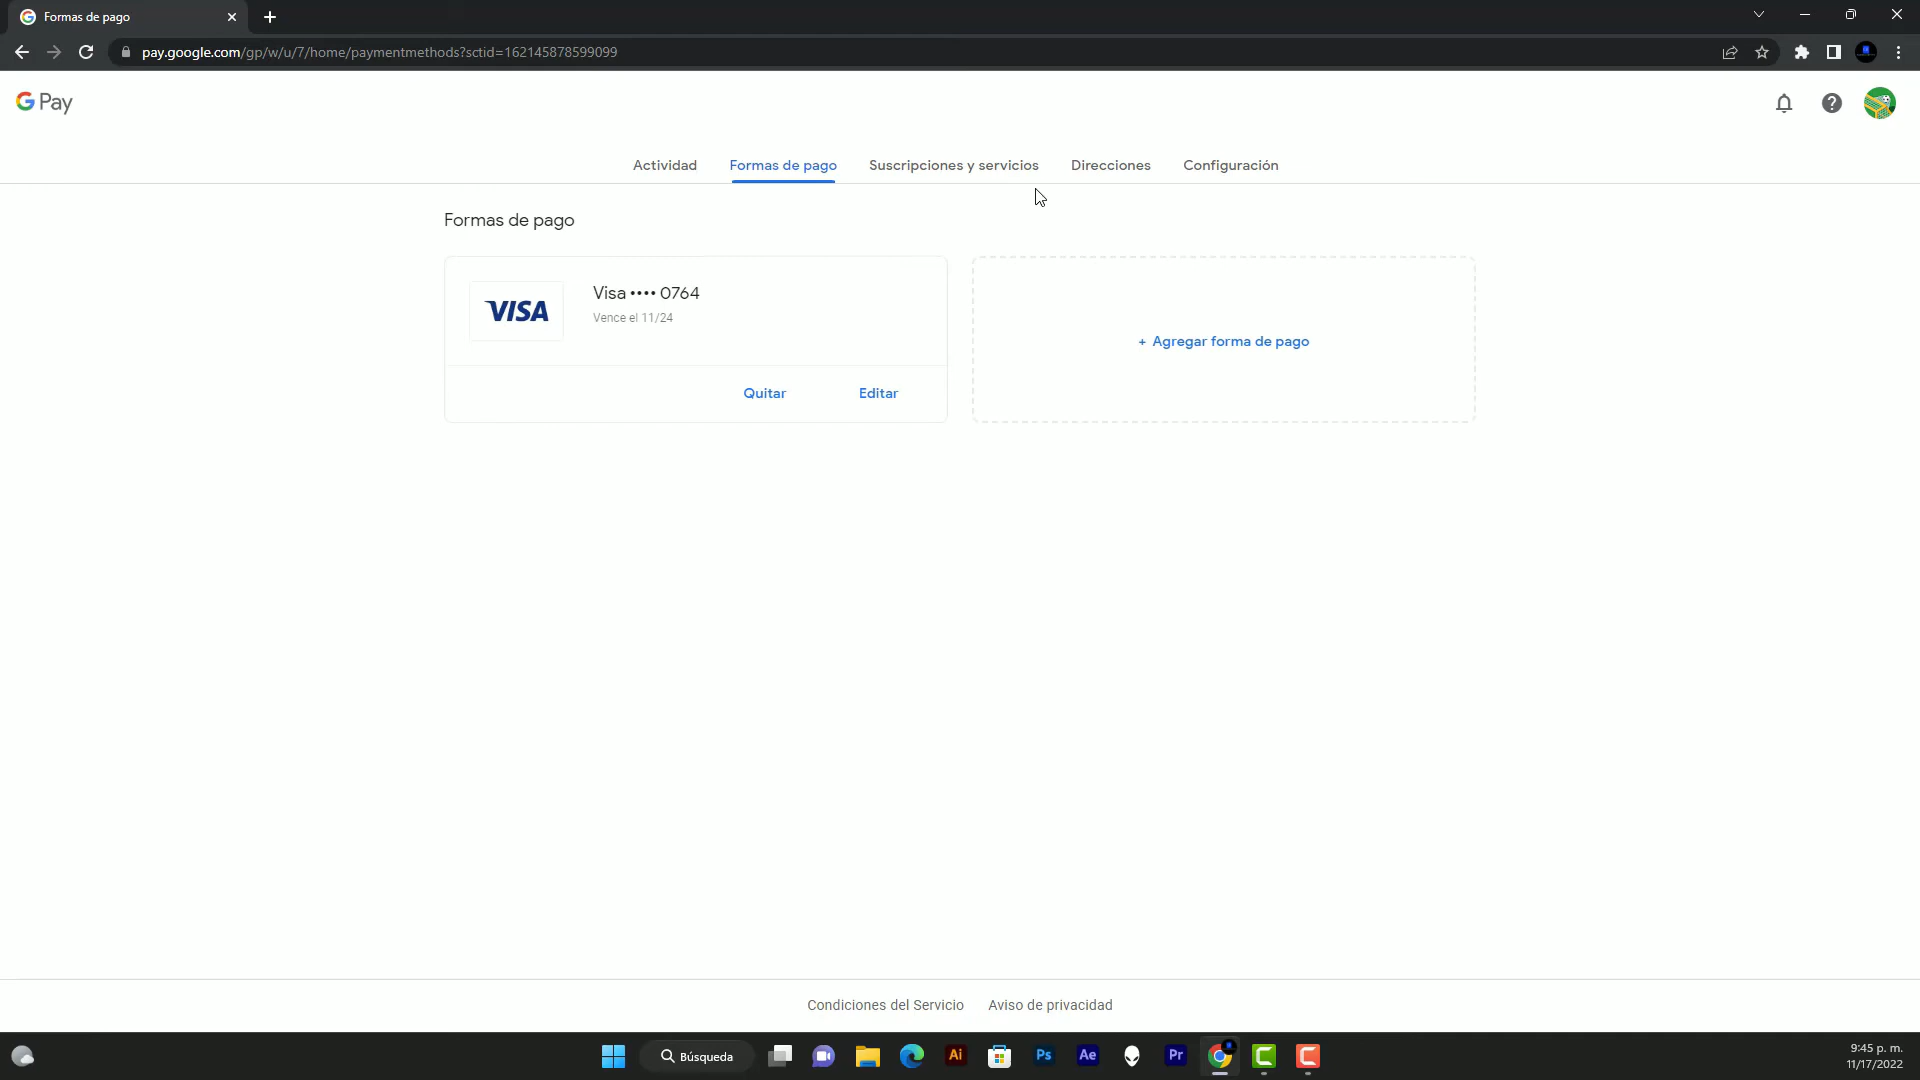 Formas de pago
pay.google.com/gp/w/u/7/home/paymentmethods?sctid=162145878599099
G Pay
Actividad
Formas de pago
Suscripciones y servicios
Direcciones
Configuración
Formas de pago
VISA
Visa •••• 0764
Vence el 11/24
+ Agregar forma de pago
Quitar
Editar
Condiciones del Servicio
Aviso de privacidad
Búsqueda
Ai
Ps
Ae
Pr
9:45 p. m.
11/17/2022